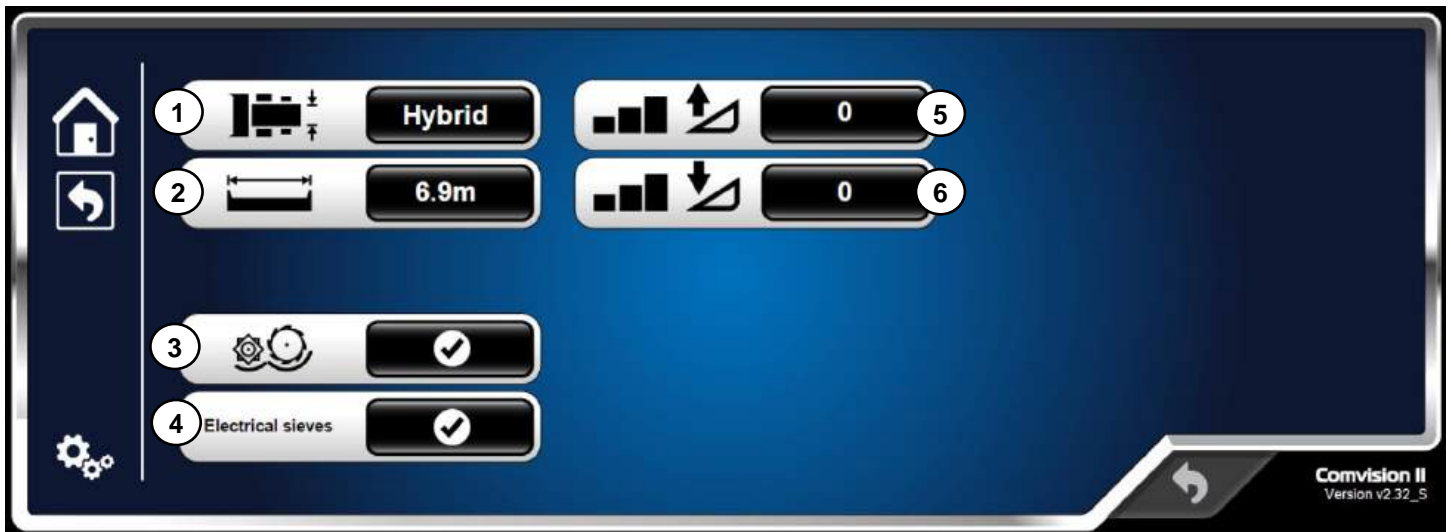 1
Hybrid
2
6.9m
3
4
Electrical sieves
0
5
0
6
Comvision II
Version v2.32_S